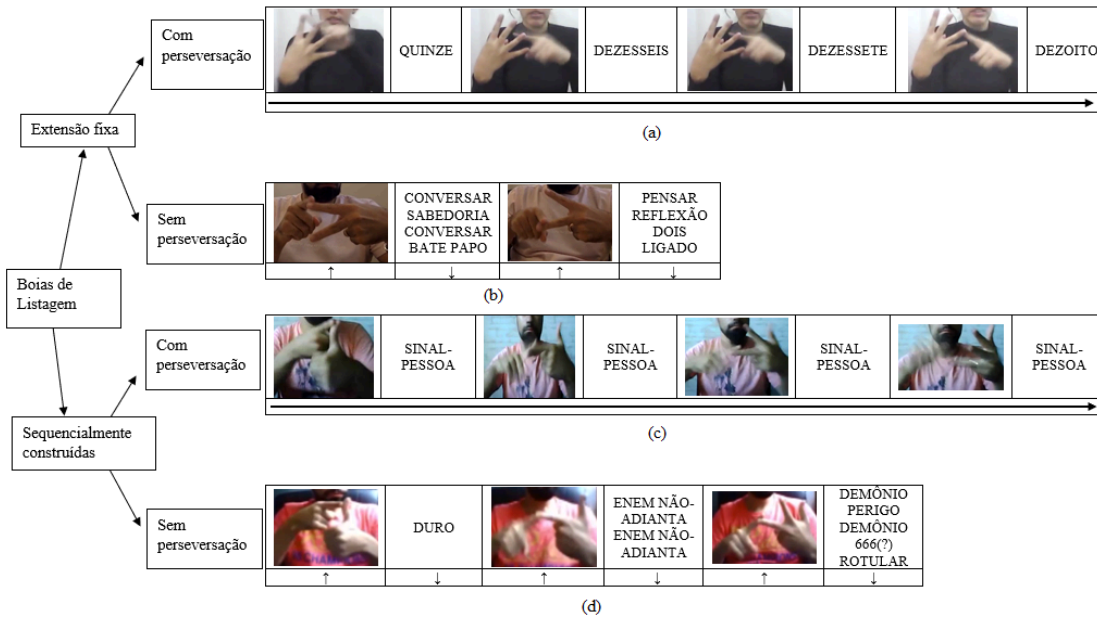 Com
perseversação
QUINZE
DEZESSEIS
DEZESSETE
DEZOITO
(a)
Extensão fixa
Sem
perseversação
CONVERSAR
SABEDORIA
CONVERSAR
BATE PAPO
PENSAR
REFLEXÃO
DOIS
LIGADO
↑
↓
↑
↓
(b)
Boias de
Listagem
Com
perseversação
SINAL-
PESSOA
SINAL-
PESSOA
SINAL-
PESSOA
SINAL-
PESSOA
(c)
Sequencialmente
construídas
Sem
perseversação
DURO
ENEM NÃO-
ADIANTA
ENEM NÃO-
ADIANTA
DEMÔNIO
PERIGO
DEMÔNIO
666(?)
ROTULAR
↑
↓
↑
↓
↑
↓
(d)